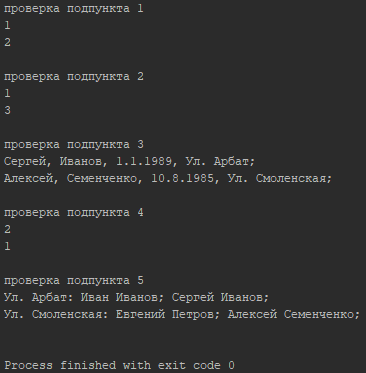 проверка подпункта 1
1
2
проверка подпункта 2
1
3
проверка подпункта 3
Сергей, Иванов, 1.1.1989, Ул. Арбат;
Алексей, Семенченко, 10.8.1985, Ул. Смоленская;
проверка подпункта 4
2
1
проверка подпункта 5
Ул. Арбат: Иван Иванов; Сергей Иванов;
Ул. Смоленская: Евгений Петров; Алексей Семенченко;
Process finished with exit code 0